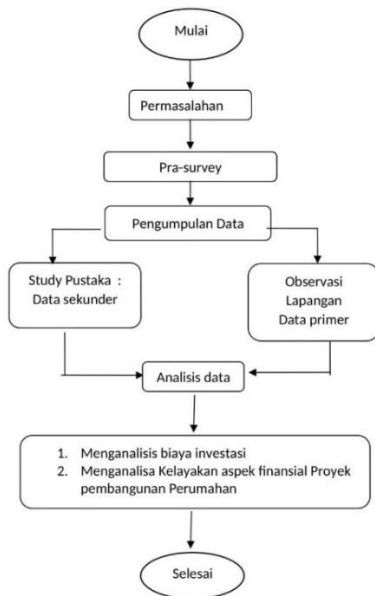 Mulai
Permasalahan
Pra-survey
Pengumpulan Data
Study Pustaka :
Data sekunder
Observasi
Lapangan
Data primer
Analisis data
1. Menganalisis biaya investasi
2. Menganalisa Kelayakan aspek finansial Proyek
pembangunan Perumahan
Selesai